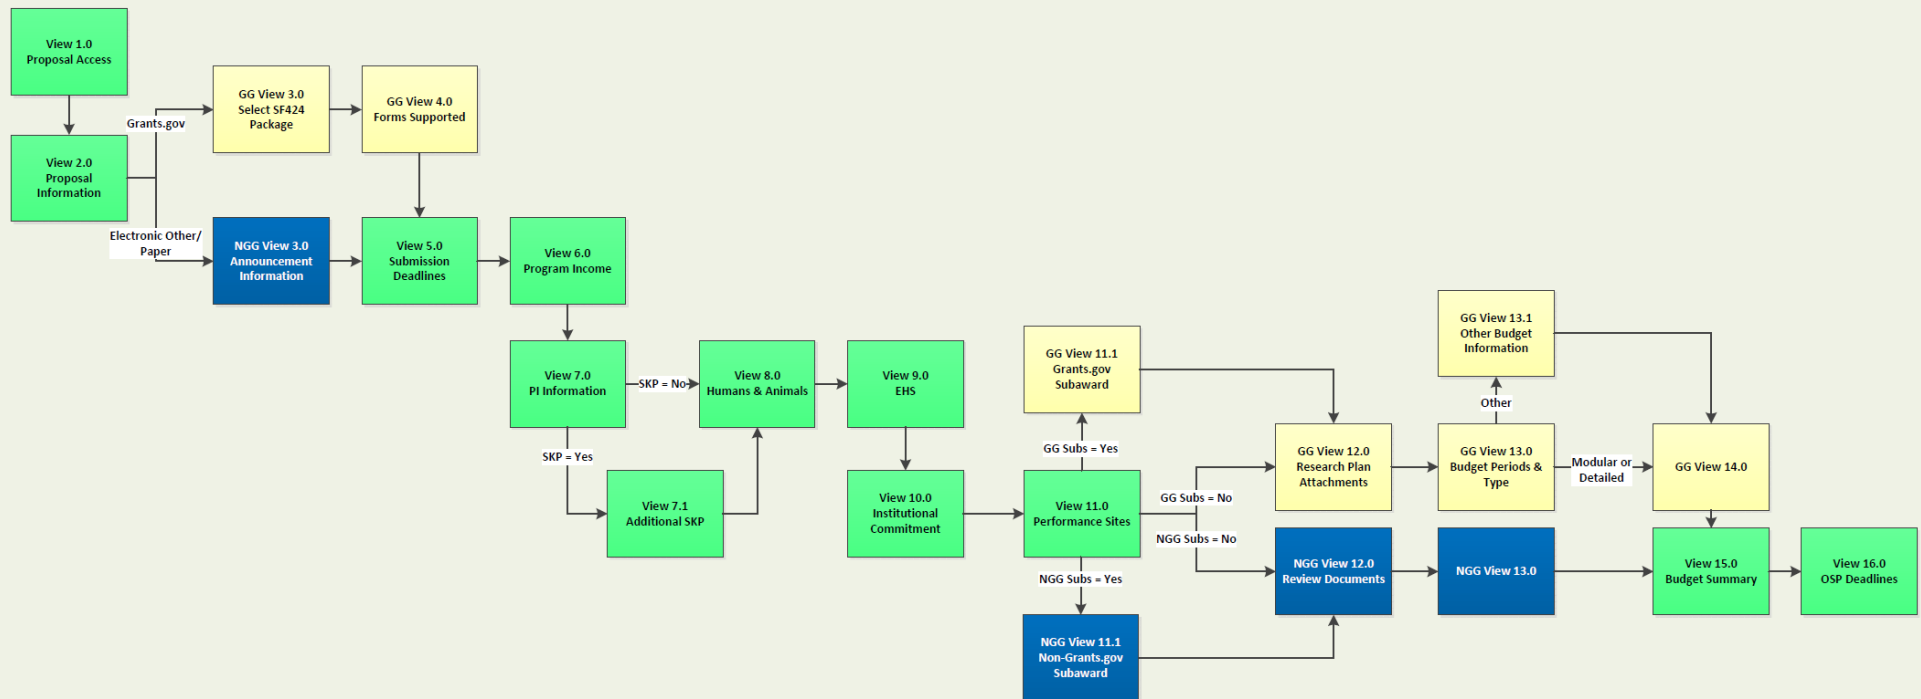 View 1.0
Proposal Access
View 2.0
Proposal
Information
Grants.gov
Electronic Other/
Paper
GG View 3.0
Select SF424
Package
GG View 4.0
Forms Supported
NGG View 3.0
Announcement
Information
View 5.0
Submission
Deadlines
View 6.0
Program Income
View 7.0
PI Information
SKP = No
SKP = Yes
View 7.1
Additional SKP
View 8.0
Humans & Animals
View 9.0
EHS
View 10.0
Institutional
Commitment
View 11.0
Performance Sites
GG Subs = Yes
GG View 11.1
Grants.gov
Subaward
GG Subs = No
NGG Subs = No
NGG Subs = Yes
NGG View 11.1
Non-Grants.gov
Subaward
GG View 12.0
Research Plan
Attachments
GG View 13.0
Budget Periods &
Type
Other
GG View 13.1
Other Budget
Information
Modular or
Detailed
GG View 14.0
NGG View 12.0
Review Documents
NGG View 13.0
View 15.0
Budget Summary
View 16.0
OSP Deadlines